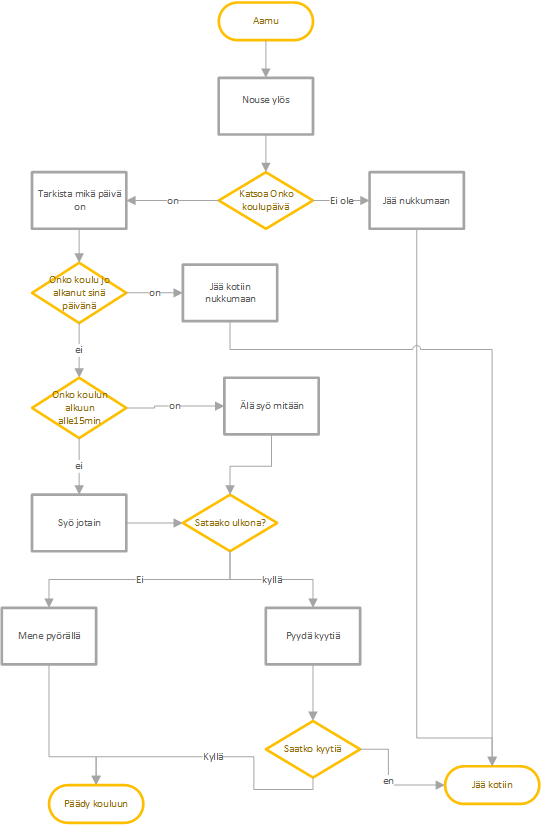 Aamu
Nouse ylös
Katsoa Onko
koulupäivä
on
Ei ole
Tarkista mikä päivä
on
Jää nukkumaan
Onko koulu jo
alkanut sinä
päivänä
on
Jää kotiin
nukkumaan
ei
Onko koulun
alkuun
alle15min
on
Älä syö mitään
ei
Syö jotain
Sataako ulkona?
Ei
kyllä
Mene pyörällä
Pyydä kyytiä
Saatko kyytiä
Kyllä
en
Päädy kouluun
Jää kotiin